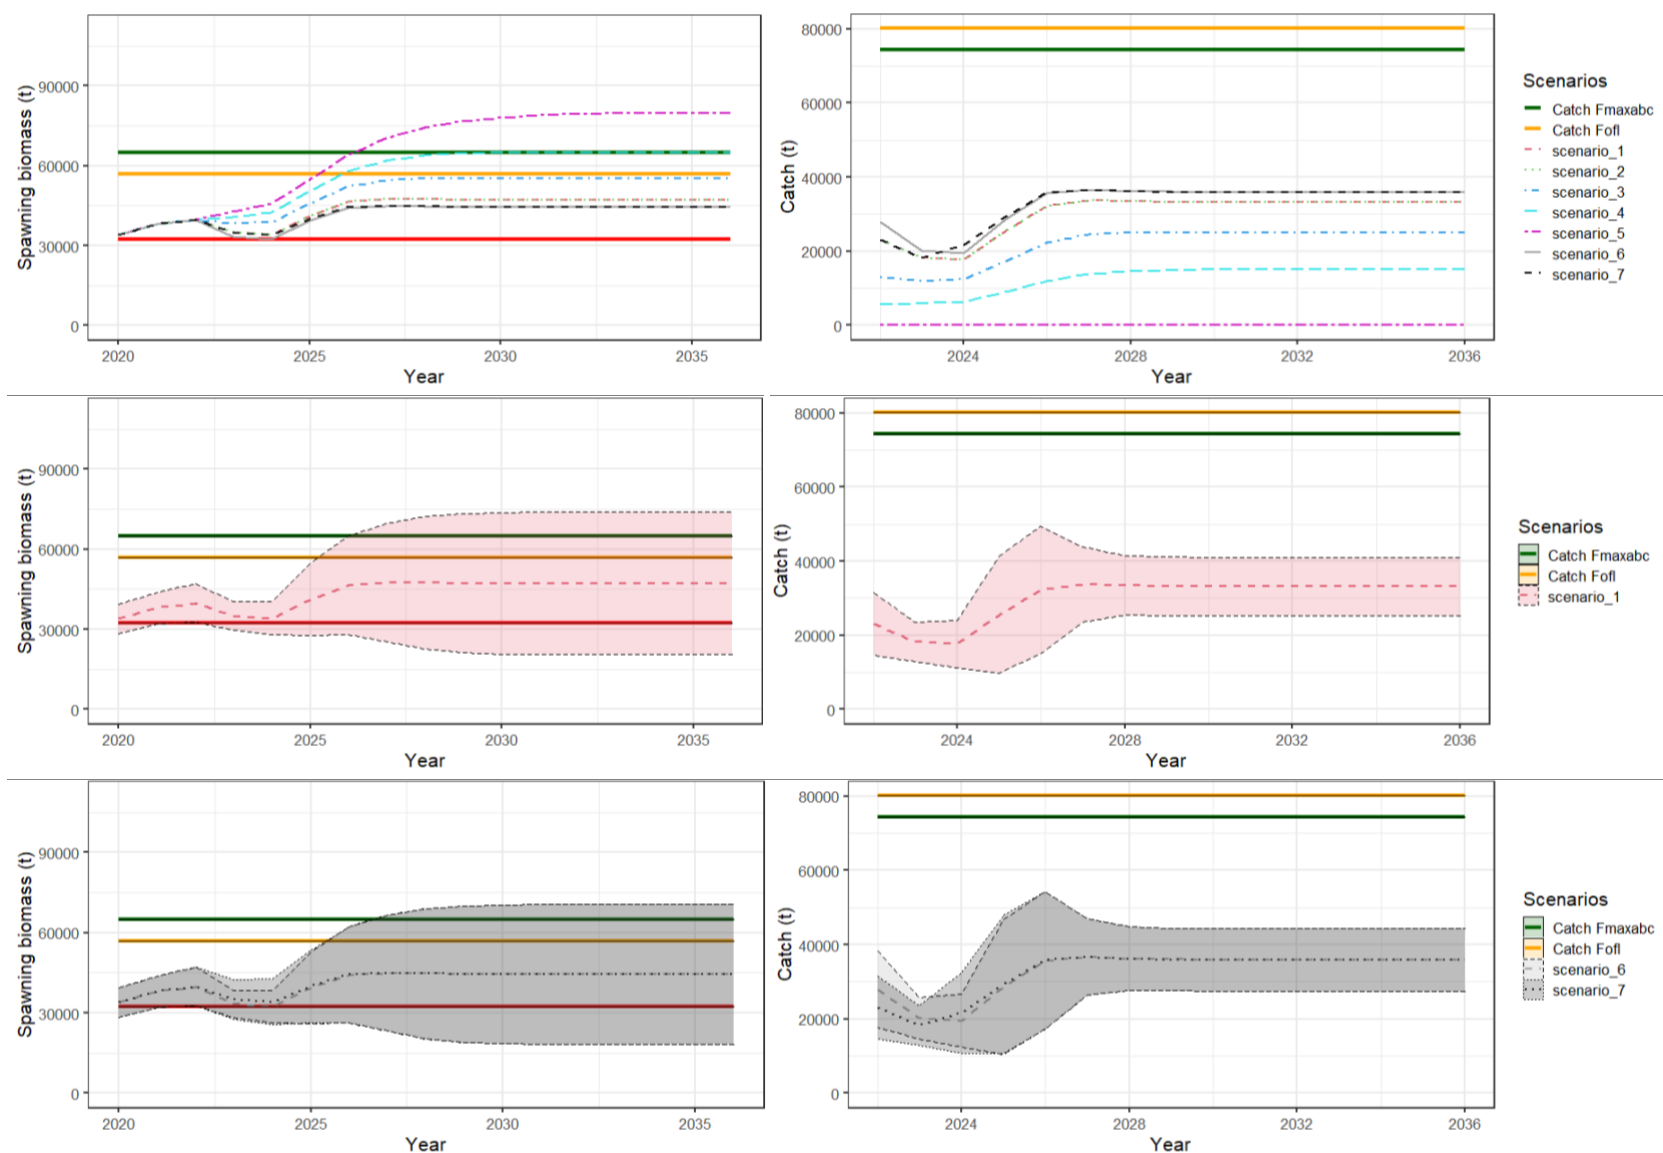 Spawning biomass (t)
90000
60000
30000
0
2020
2025
2030
2035
Year
Catch (t)
80000
60000
40000
20000
0
2024
2028
2032
2036
Year
Scenarios
Catch Fmaxabc
Catch Fofl
scenario_1
scenario_2
scenario_3
scenario_4
scenario_5
scenario_6
scenario_7
Spawning biomass (t)
90000
60000
30000
0
2020
2025
2030
2035
Year
Catch (t)
80000
60000
40000
20000
0
2024
2028
2032
2036
Year
Scenarios
Catch Fmaxabc
Catch Fofl
scenario_1
Spawning biomass (t)
90000
60000
30000
0
2020
2025
2030
2035
Year
Catch (t)
80000
60000
40000
20000
0
2024
2028
2032
2036
Year
Scenarios
Catch Fmaxabc
Catch Fofl
scenario_6
scenario_7